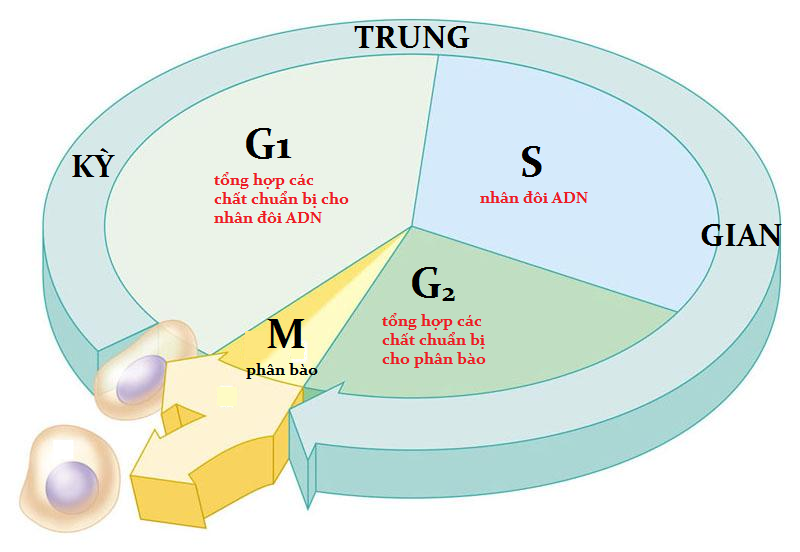 KỲ
TRUNG
GIAN
G1
tổng hợp các
chất chuẩn bị cho
nhân đôi ADN
S
nhân đôi ADN
G2
tổng hợp các
chất chuẩn bị
cho phân bào
M
phân bào